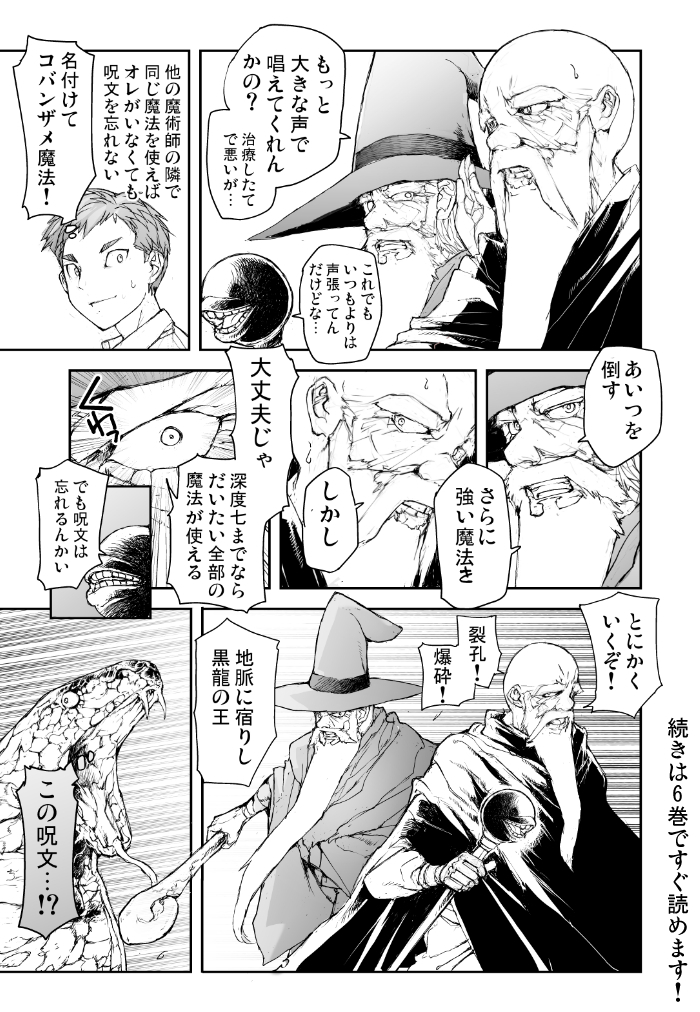 もっと
大きな声で
唱えてくれん
かの？
治療したて
で悪いが…
これでも
いつもよりは
声張ってん
だけどな…
他の魔術師の隣で
同じ魔法を使えば
オレがいなくても
呪文を忘れない
名付けて
コバンザメ魔法！
あいつを
倒す
さらに
強い魔法を
しかし
大丈夫じゃ
深度七までなら
だいたい全部の
魔法が使える
くわっ
でも呪文は
忘れるんかい
とにかく
いくぞ！
裂孔！
爆砕！
地脈に宿りし
黒龍の王
この呪文…!?
続きは6巻ですぐ読めます！